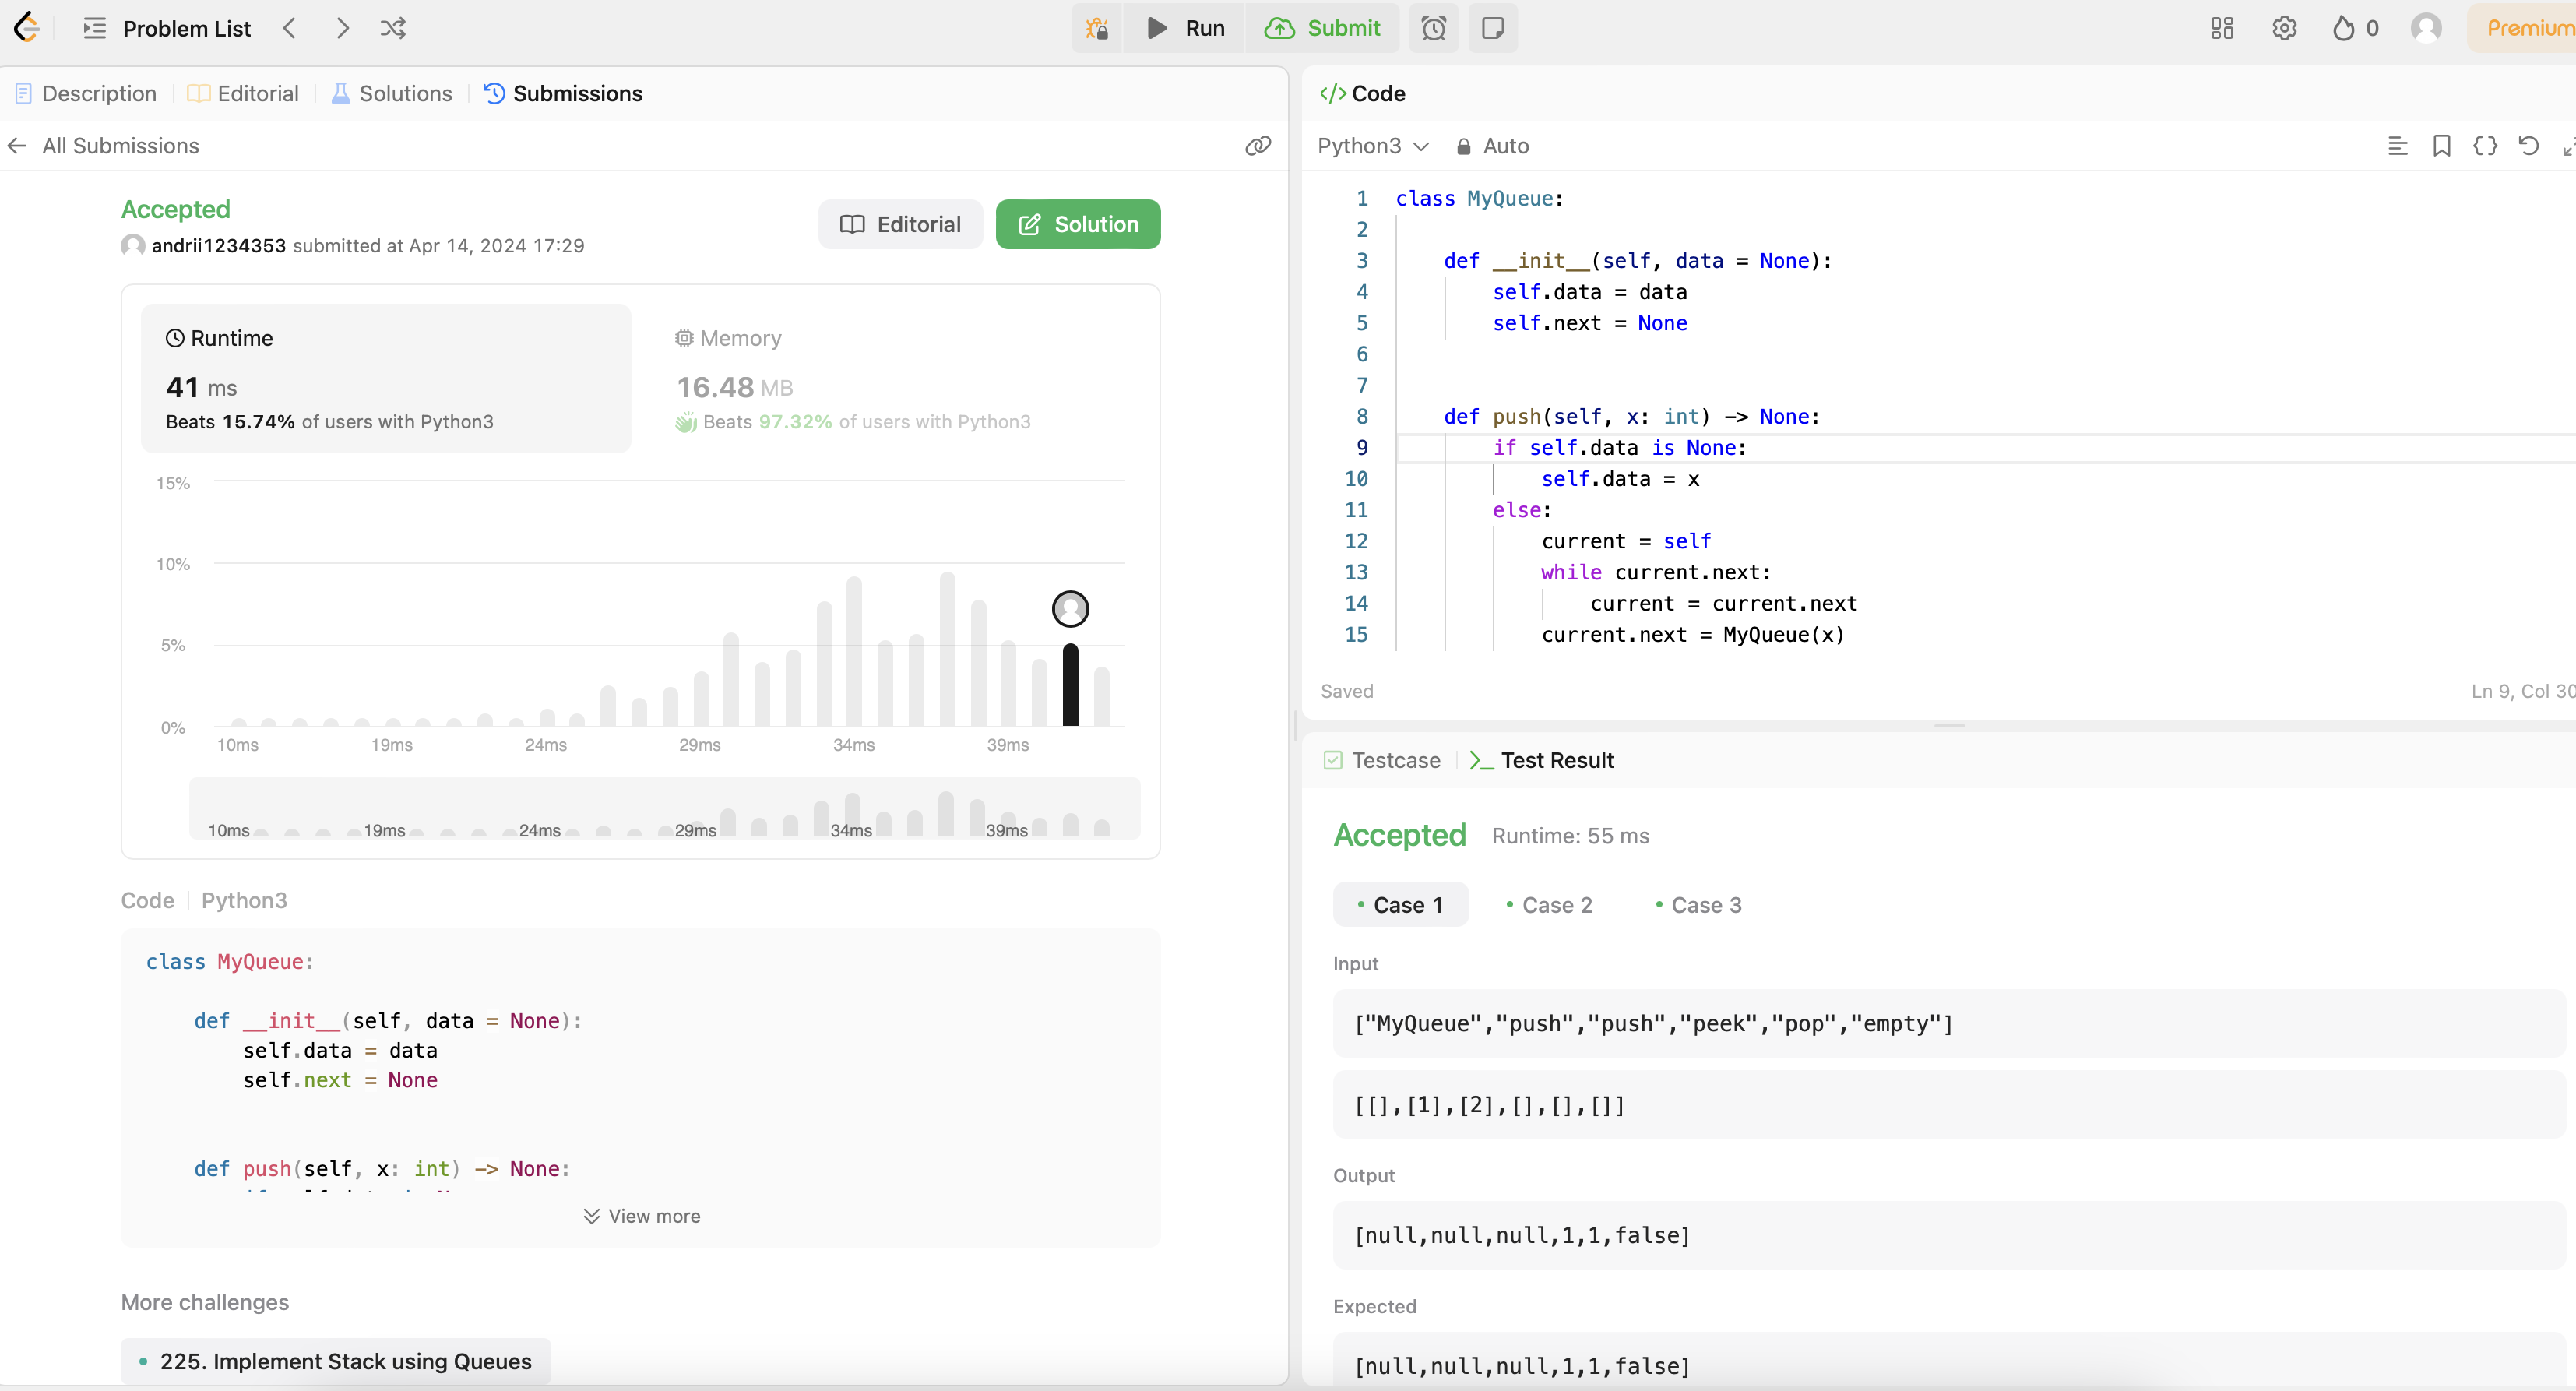 Problem List
Run
Submit
0
Premium
Description
Editorial
Solutions
Submissions
All Submissions
Accepted
andrii1234353 submitted at Apr 14, 2024 17:29
Editorial
Solution
Runtime
41 ms
Beats 15.74% of users with Python3
Memory
16.48 MB
Beats 97.32% of users with Python3
15%
10%
5%
0%
10ms 19ms 24ms 29ms 34ms 39ms
10ms 19ms 24ms 29ms 34ms 39ms
Code
Python3
class MyQueue:
def __init__(self, data = None):
self.data = data
self.next = None
def push(self, x: int) -> None:
View more
More challenges
225. Implement Stack using Queues
Code
Python3
Auto
1 class MyQueue:
2
3 def __init__(self, data = None):
4 self.data = data
5 self.next = None
6
7
8 def push(self, x: int) -> None:
9 if self.data is None:
10 self.data = x
11 else:
12 current = self
13 while current.next:
14 current = current.next
15 current.next = MyQueue(x)
Saved
Ln 9, Col 30
Testcase
Test Result
Accepted
Runtime: 55 ms
Case 1
Case 2
Case 3
Input
["MyQueue","push","push","peek","pop","empty"]
[[],[1],[2],[],[],[]]
Output
[null,null,null,1,1,false]
Expected
[null,null,null,1,1,false]